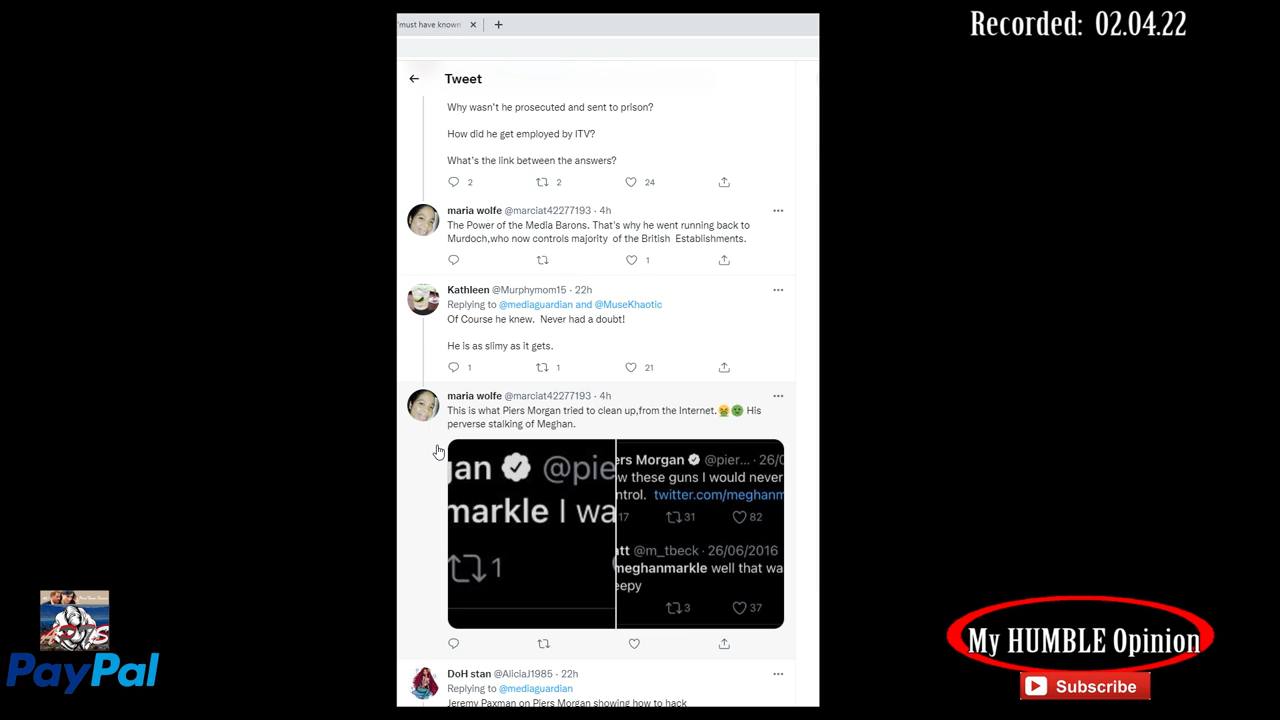 Recorded: 02.04.22
'must have known
Tweet
Why wasn't he prosecuted and sent to prison?
How did he get employed by ITV?
What's the link between the answers?
2 2 24
maria wolfe @marciat42277193 · 4h
The Power of the Media Barons. That's why he went running back to
Murdoch,who now controls majority of the British Establishments.
1
Kathleen @Murphymom15 · 22h
Replying to @mediaguardian and @MuseKhaotic
Of Course he knew. Never had a doubt!
He is as slimy as it gets.
1 1 21
maria wolfe @marciat42277193 · 4h
This is what Piers Morgan tried to clean up,from the Internet.🤮🤢 His
perverse stalking of Meghan.
gan @pie
markle I wa
1
ers Morgan @pier... · 26/0
w these guns I would never
ntrol. twitter.com/meghanm
17 31 82
tt @m_tbeck · 26/06/2016
meghanmarkle well that wa
eepy
3 37
DoH stan @AliciaJ1985 · 22h
Replying to @mediaguardian
Jeremy Paxman on Piers Morgan showing how to hack
PayPal
My HUMBLE Opinion
Subscribe